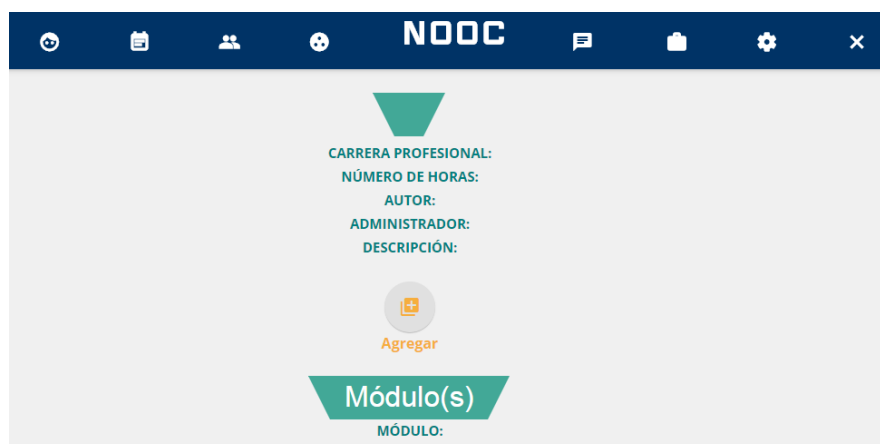 NOOC
CARRERA PROFESIONAL:
NÚMERO DE HORAS:
AUTOR:
ADMINISTRADOR:
DESCRIPCIÓN:
Agregar
Módulo(s)
MÓDULO: